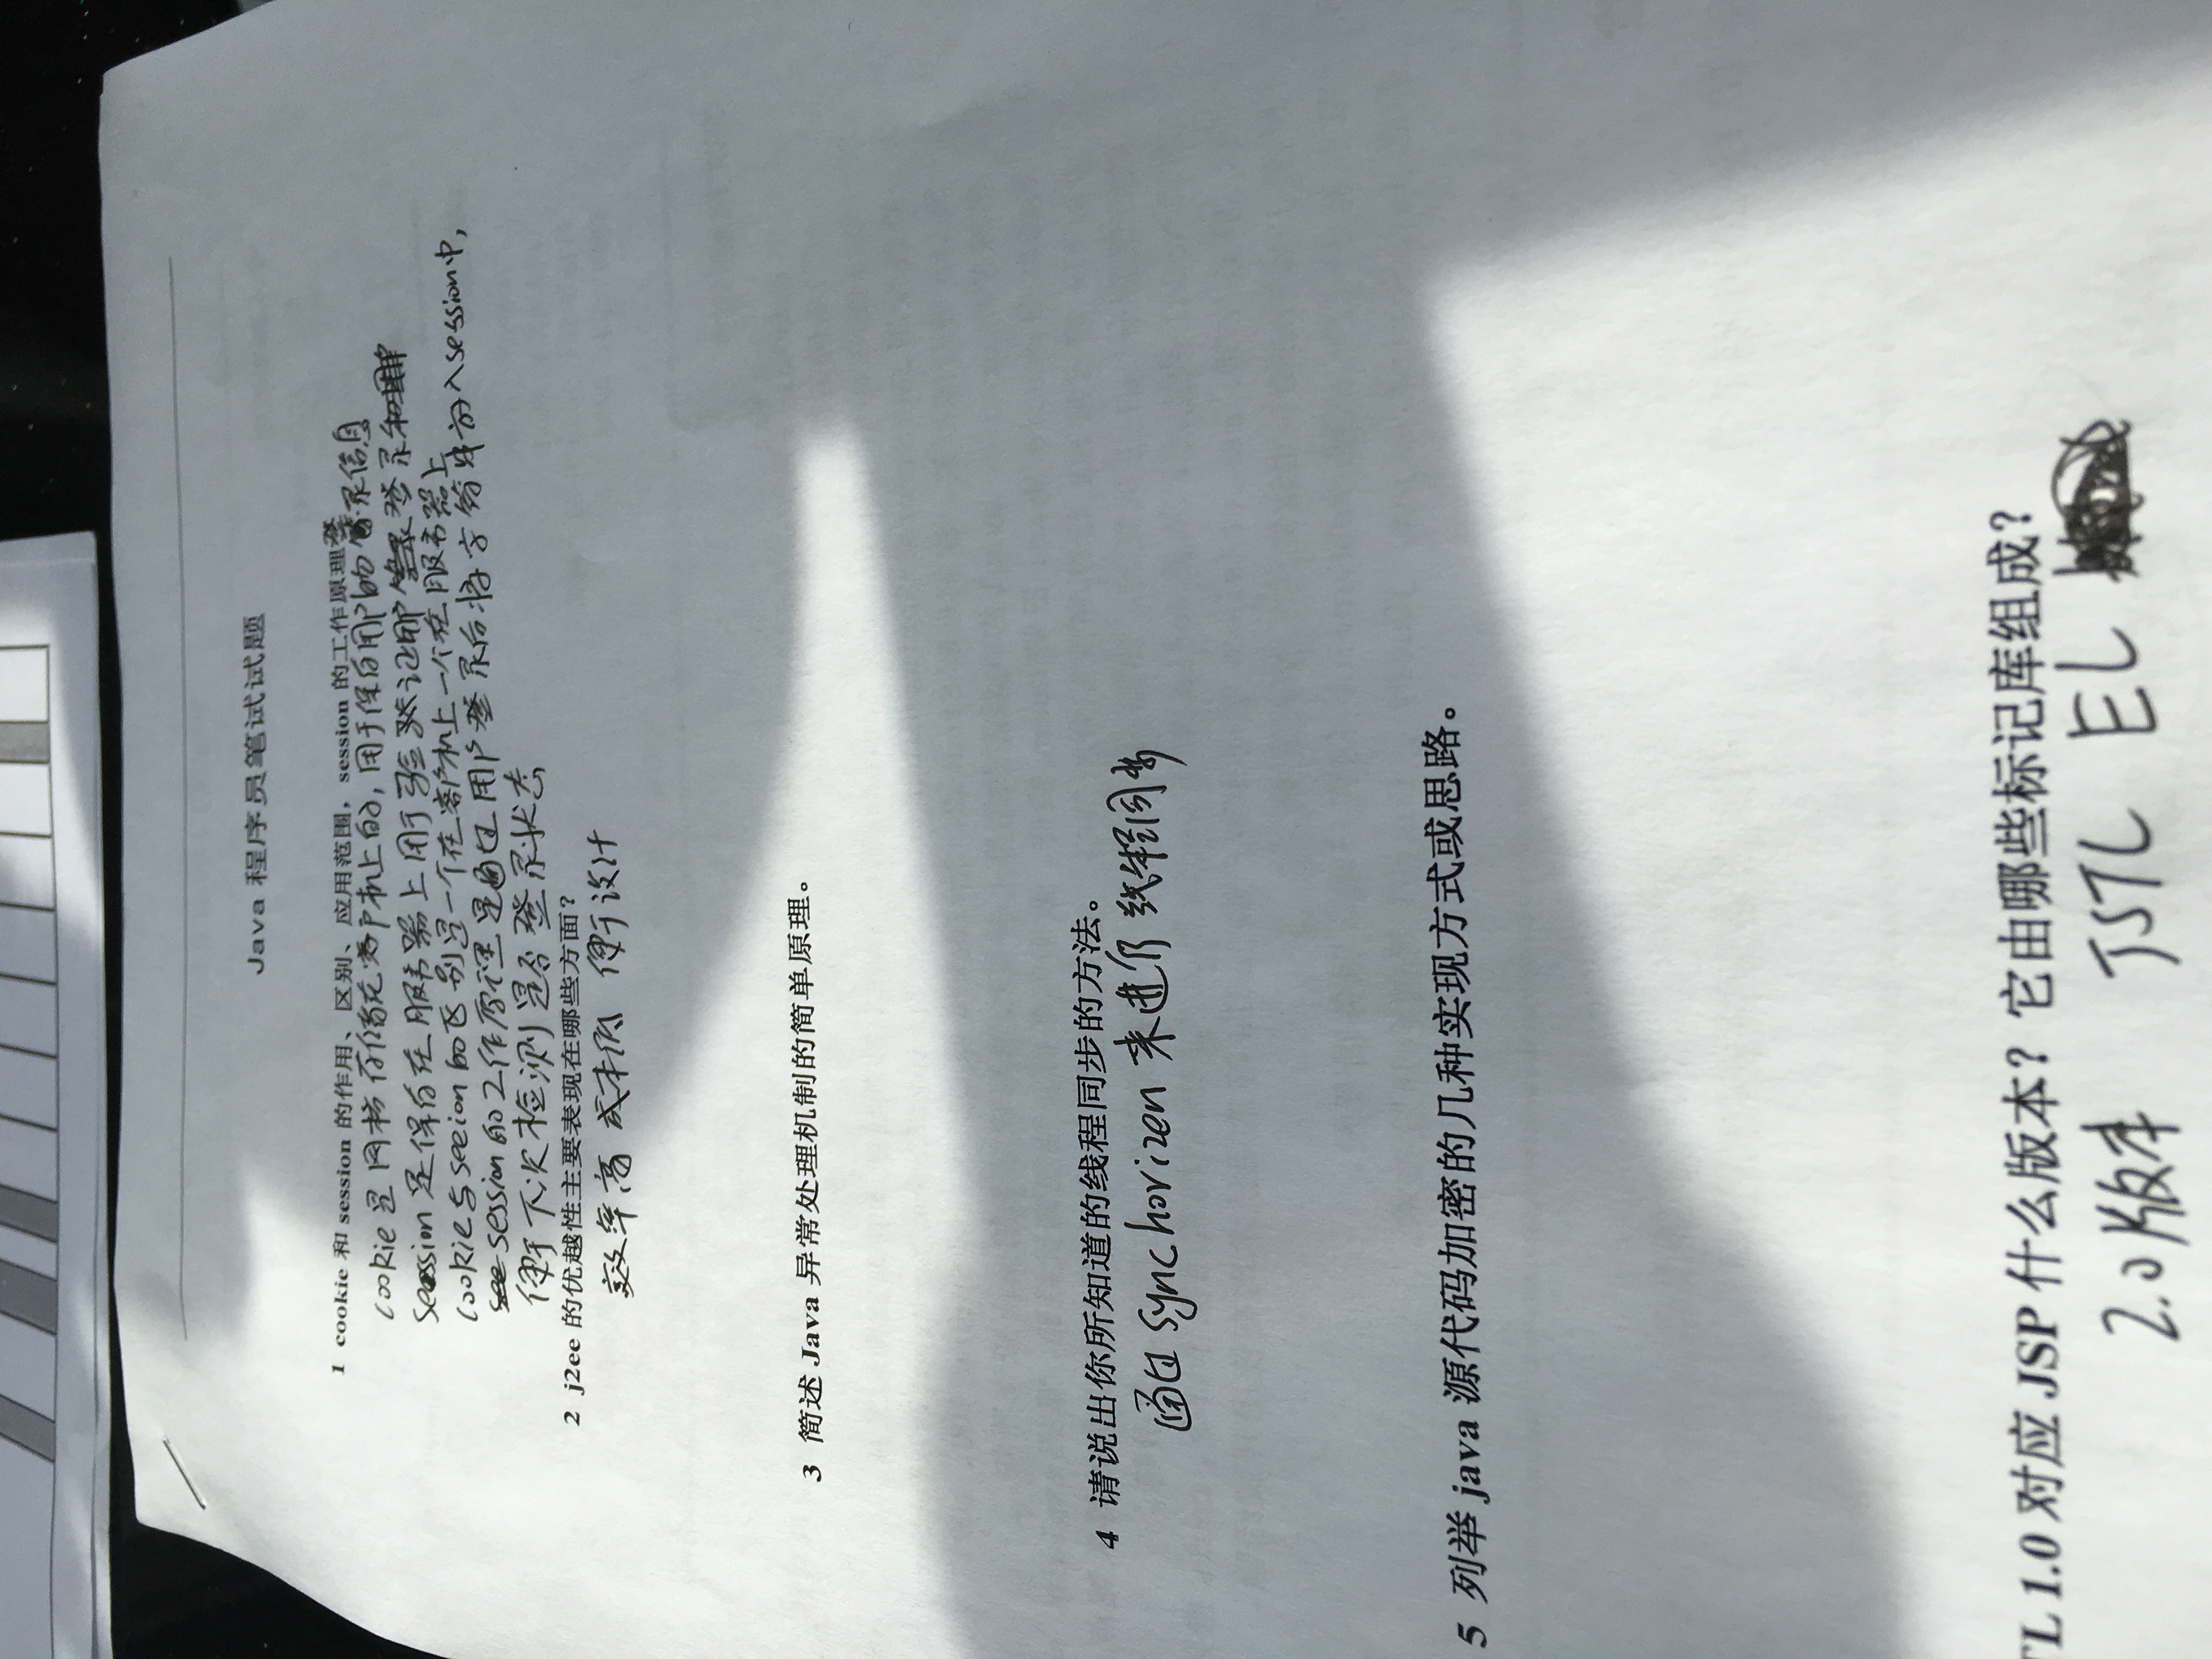 Java 程序员笔试试题
1 cookie 和 session 的作用、区别、应用范围，session 的工作原理
cookie是 网核 存储在客户机上的，用于保存用户的 登录信息
seossion 是保存在服务器上用于验证用户 登录
cookie与seeion的区别是一个在客户机上一个在服务器上
session的工作原理是通过用户登录后将字符串放入session中，
便于下次检测是否登录状态
2 j2ee 的优越性主要表现在哪些方面？
效率高 成本低 便于设计
3 简述 Java 异常处理机制的简单原理。
4 请说出你所知道的线程同步的方法。
通过 synchorizen 来进行 线程同步
5 列举 java 源代码加密的几种实现方式或思路。
TL 1.0 对应 JSP 什么版本？它由哪些标记库组成？
2.0版本 JSTL EL